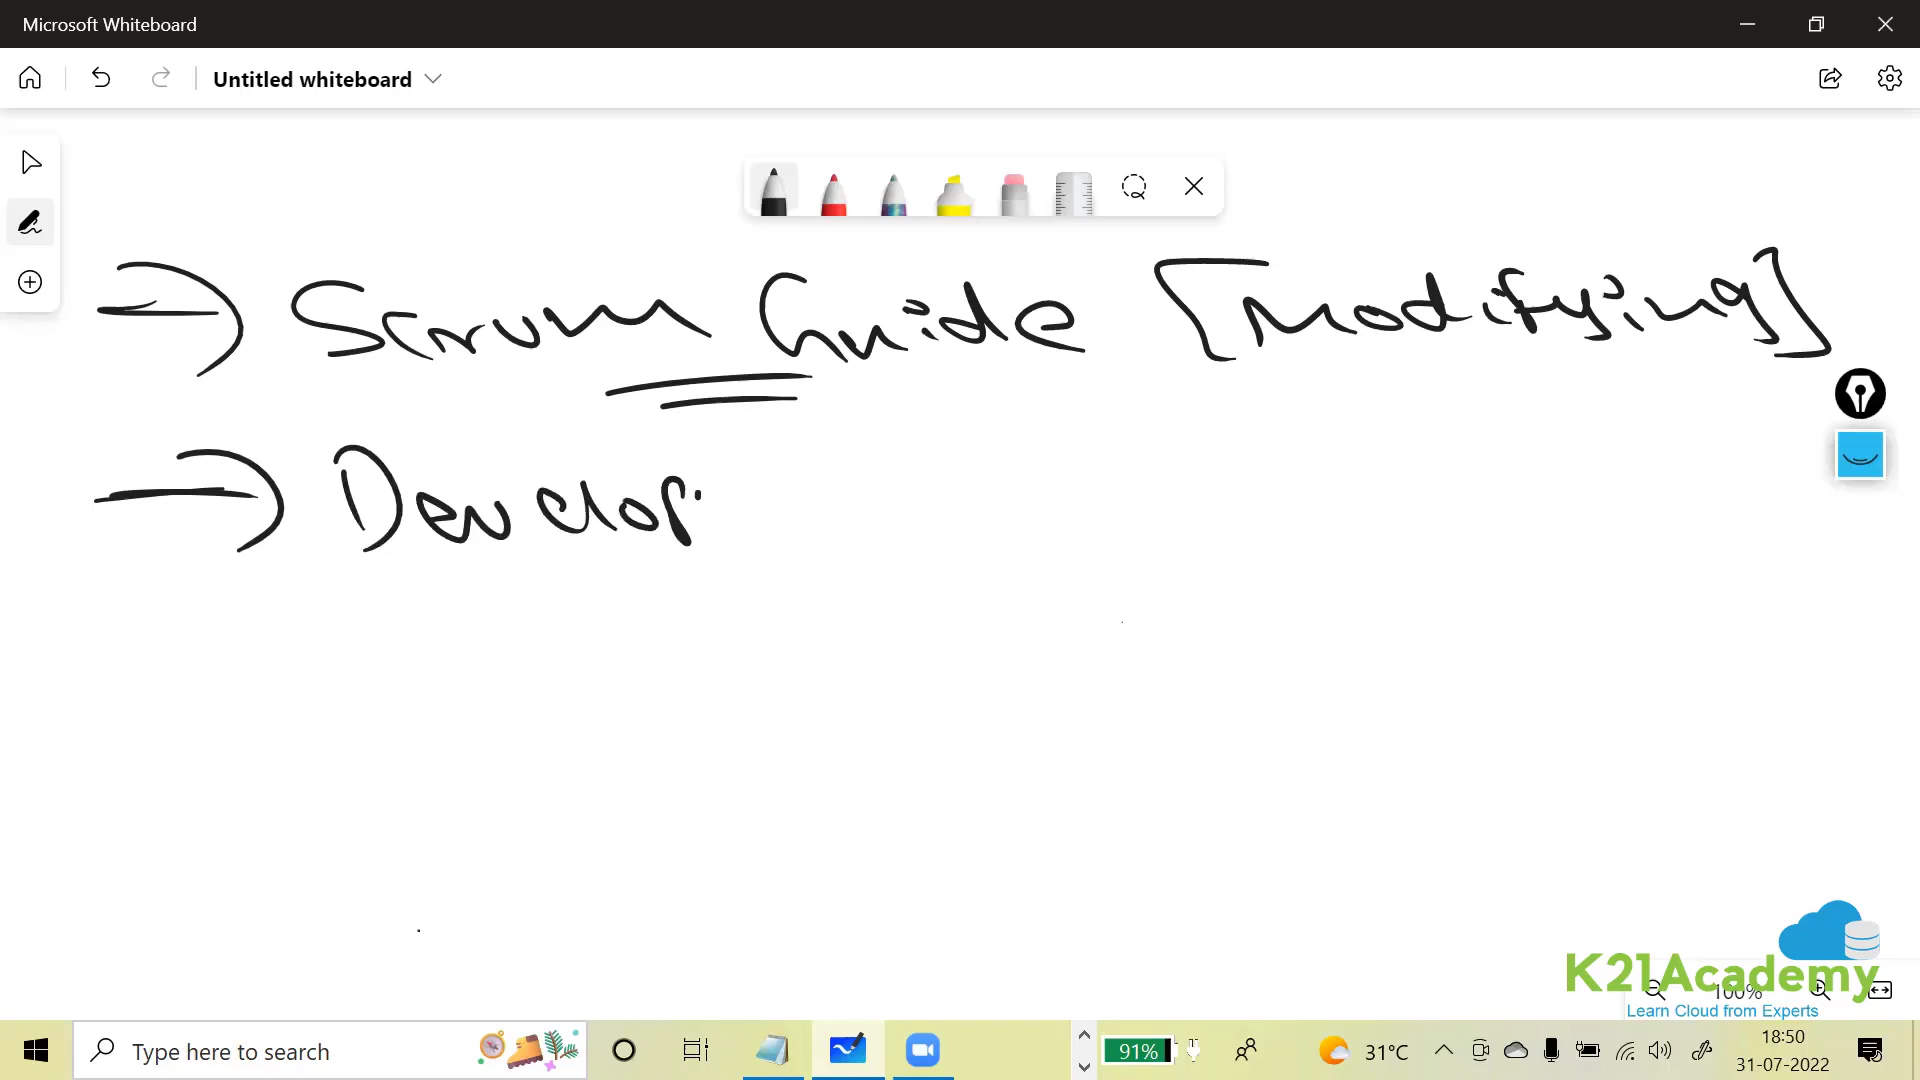 Microsoft Whiteboard
Untitled whiteboard
→ Scrum Guide [Modifying]
→ Develop
K21Academy
100%
Learn Cloud from Experts
Type here to search
91%
31°C
18:50
31-07-2022